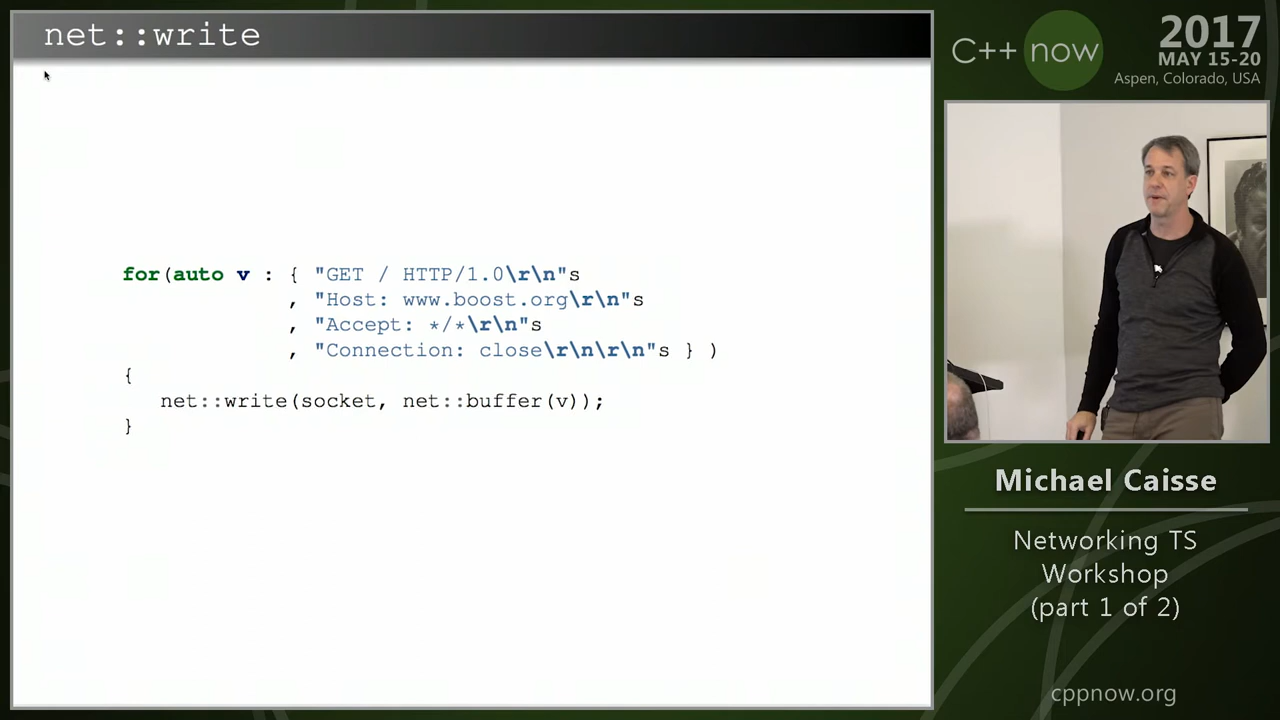 net::write
for(auto v : { "GET / HTTP/1.0\r\n"s
, "Host: www.boost.org\r\n"s
, "Accept: */*\r\n"s
, "Connection: close\r\n\r\n"s } )
{
net::write(socket, net::buffer(v));
}
C++ now
2017
MAY 15-20
Aspen, Colorado, USA
Michael Caisse
Networking TS
Workshop
(part 1 of 2)
cppnow.org